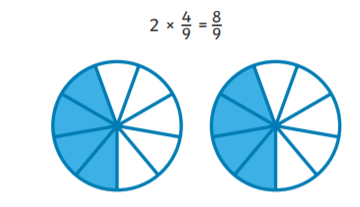 2 × 4/9 = 8/9